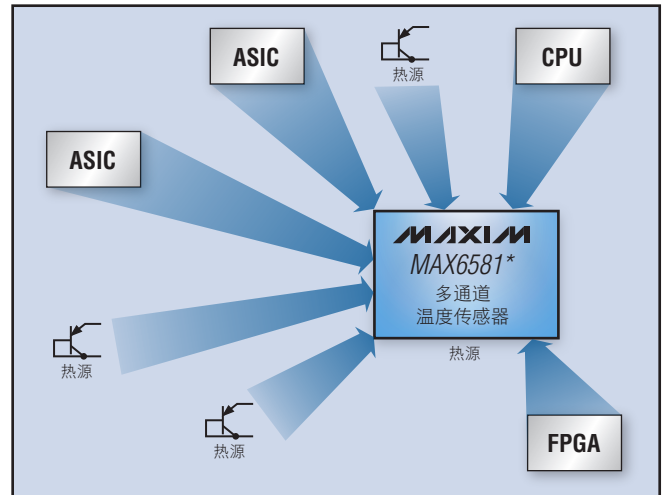 ASIC
热源
CPU
ASIC
MAXIM
MAX6581*
多通道
温度传感器
热源
热源
热源
FPGA